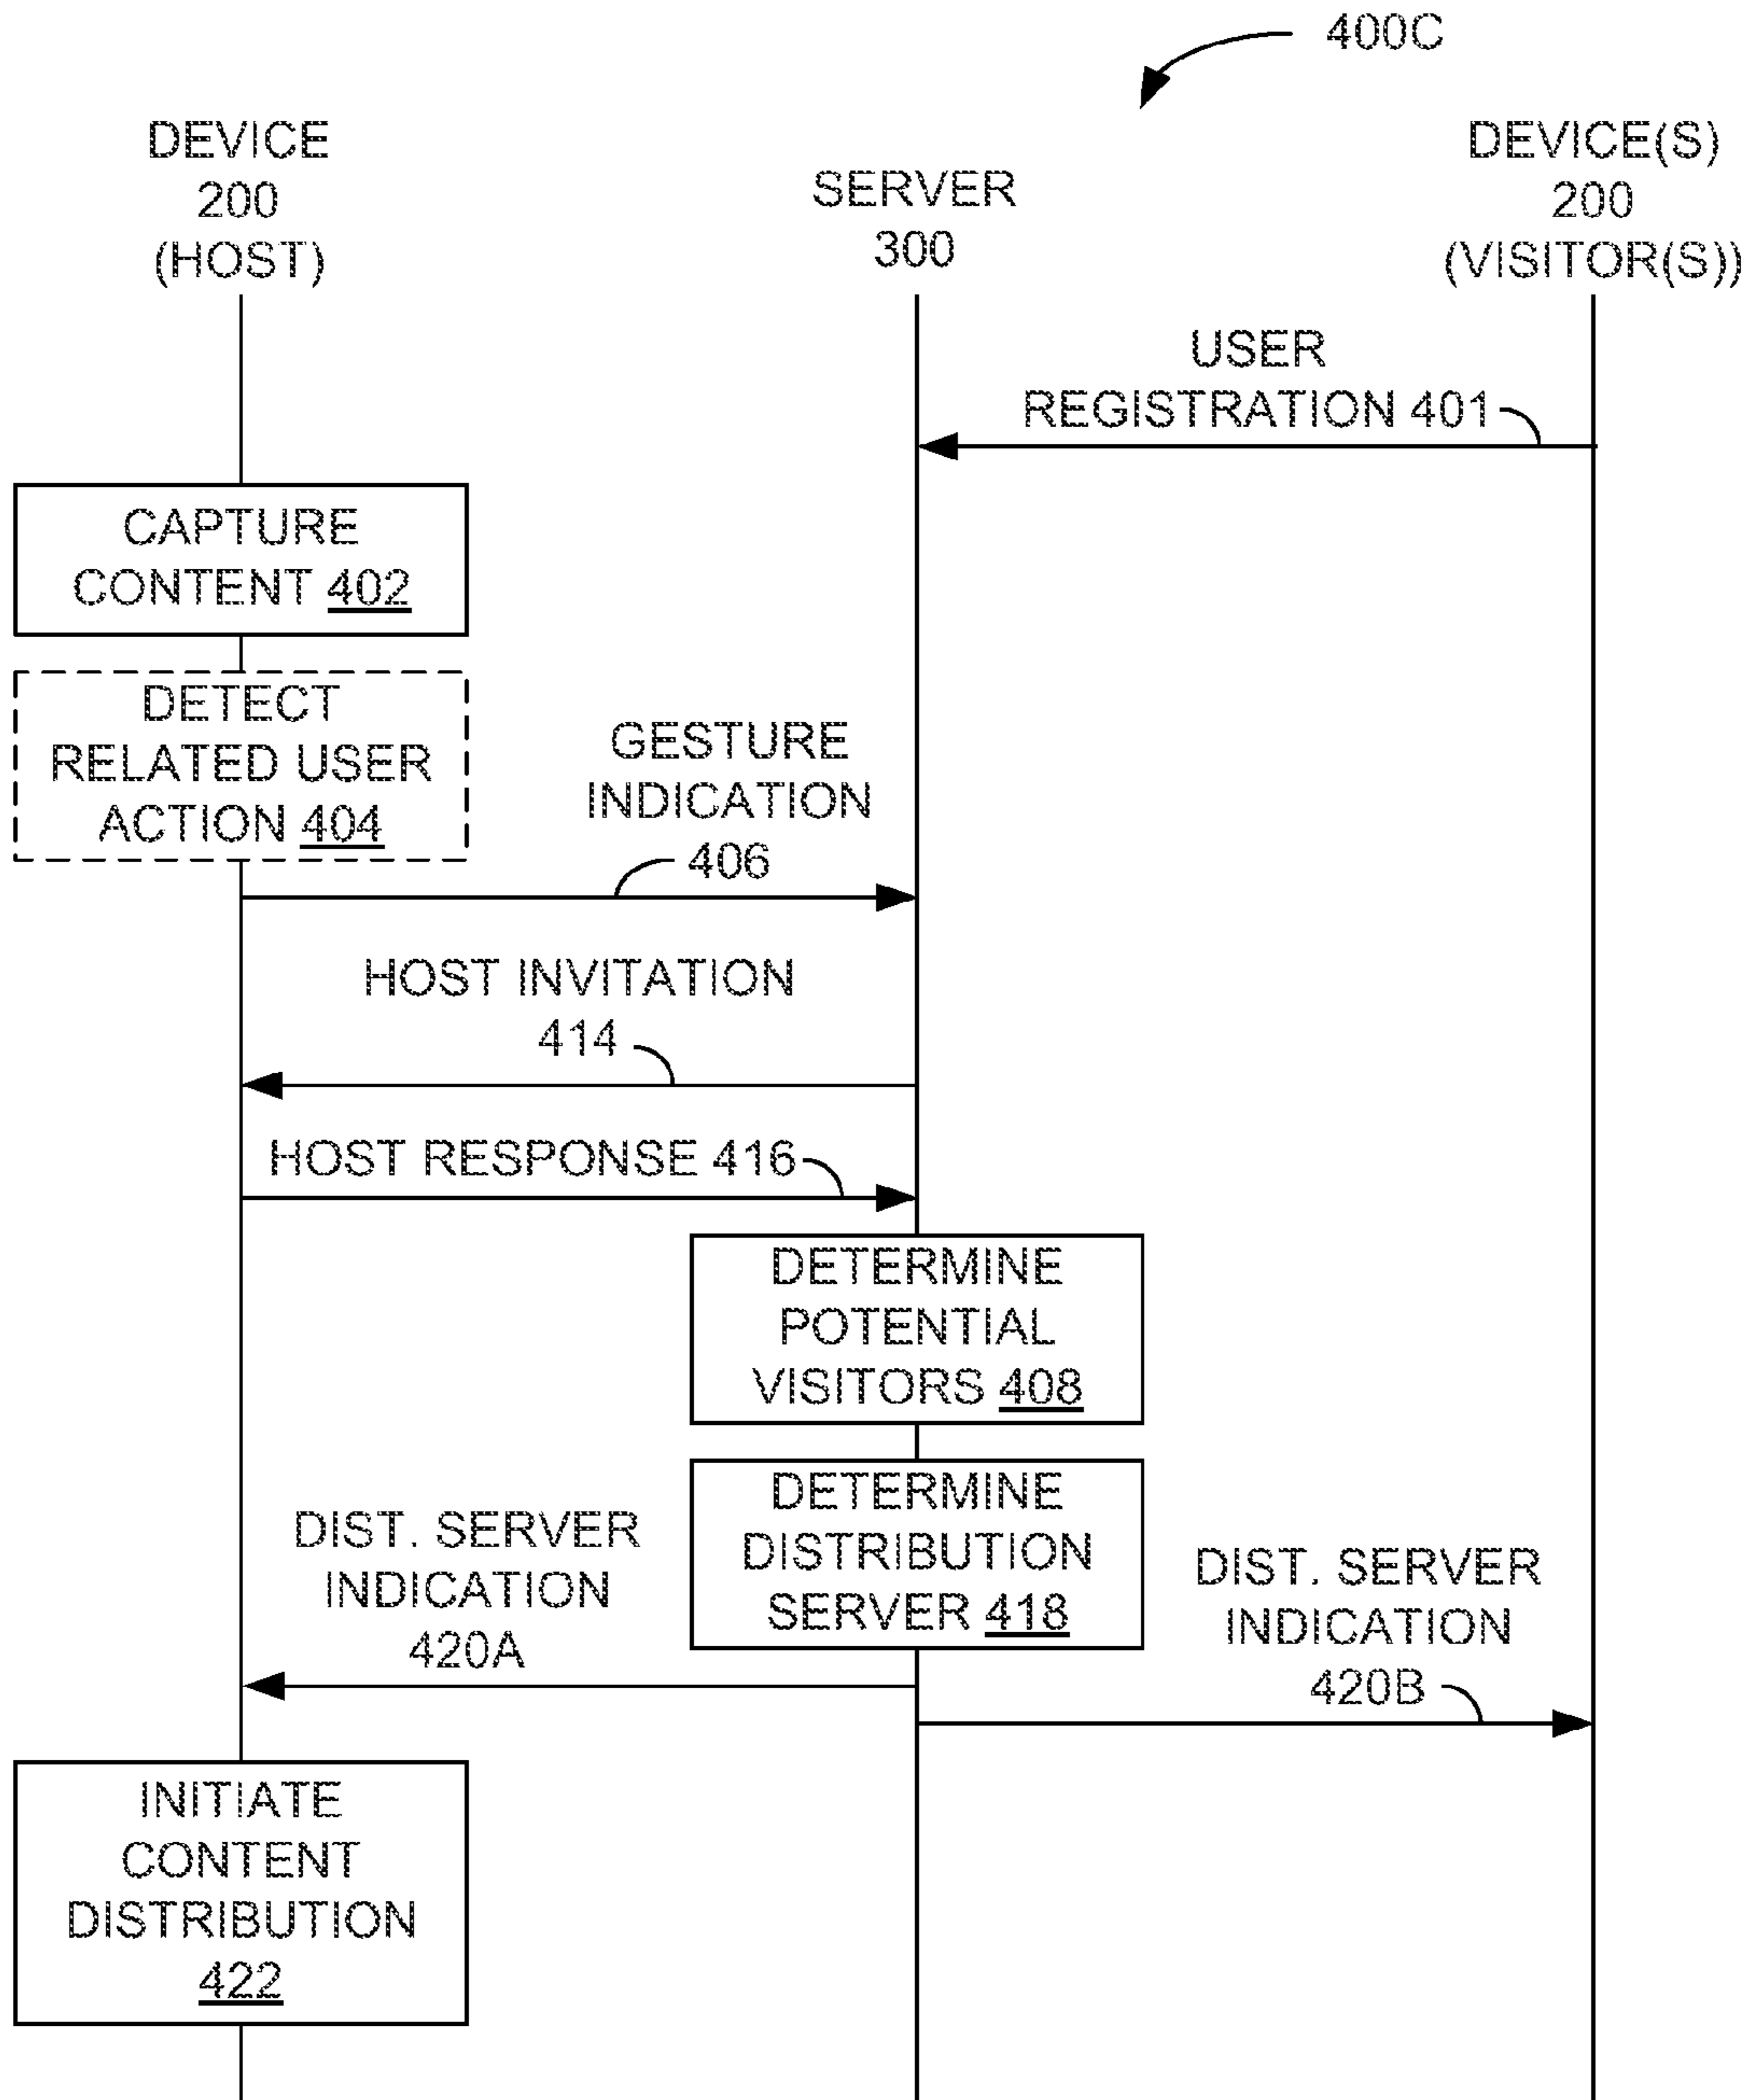 400C
DEVICE
200
(HOST)
SERVER
300
DEVICE(S)
200
(VISITOR(S))
USER
REGISTRATION 401
CAPTURE
CONTENT 402
DETECT
RELATED USER
ACTION 404
GESTURE
INDICATION
406
HOST INVITATION
414
HOST RESPONSE 416
DETERMINE
POTENTIAL
VISITORS 408
DETERMINE
DISTRIBUTION
SERVER 418
DIST. SERVER
INDICATION
420A
DIST. SERVER
INDICATION
420B
INITIATE
CONTENT
DISTRIBUTION
422